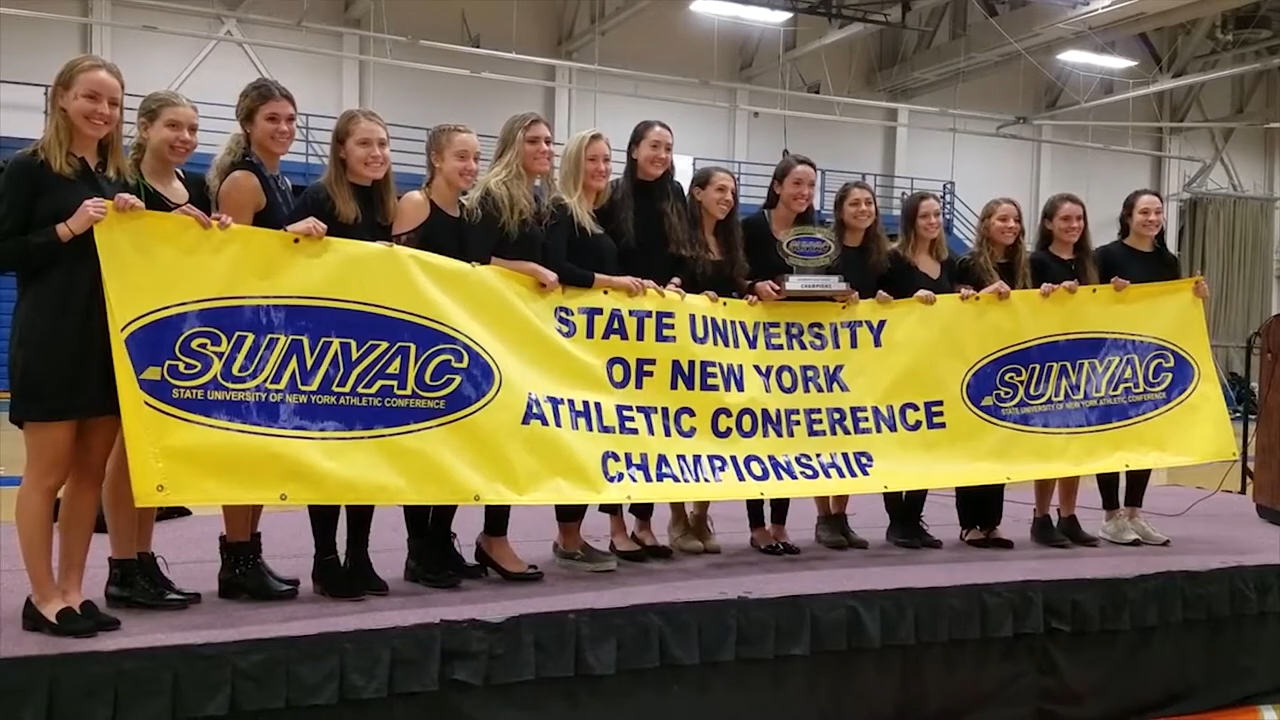 SUNYAC
CHAMPIONS
STATE UNIVERSITY
OF NEW YORK
ATHLETIC CONFERENCE
CHAMPIONSHIP
SUNYAC
STATE UNIVERSITY OF NEW YORK ATHLETIC CONFERENCE
SUNYAC
STATE UNIVERSITY OF NEW YORK ATHLETIC CONFERENCE